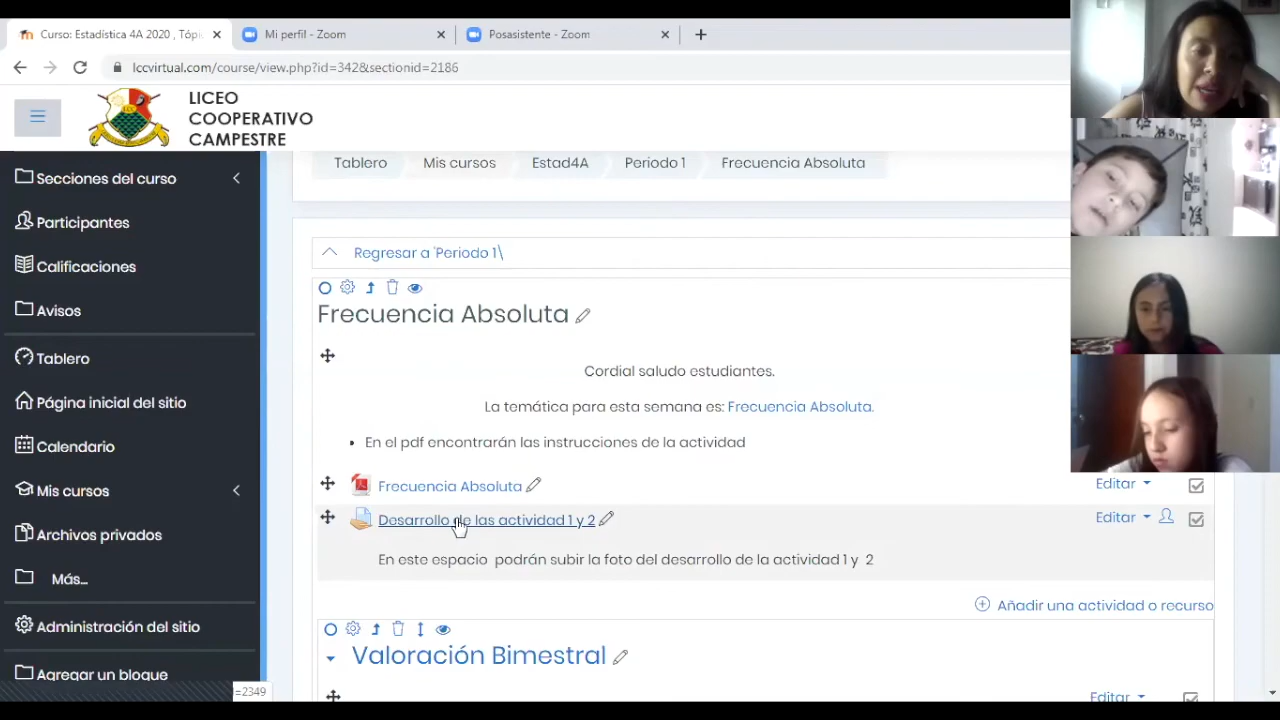 Curso: Estadística 4A 2020 , Tópi
Mi perfil - Zoom
Posasistente - Zoom
lccvirtual.com/course/view.php?id=342&sectionid=2186
LICEO
COOPERATIVO
CAMPESTRE
Secciones del curso
Participantes
Calificaciones
Avisos
Tablero
Página inicial del sitio
Calendario
Mis cursos
Archivos privados
Más...
Administración del sitio
Agregar un bloque
=2349
Tablero Mis cursos Estad4A Periodo 1 Frecuencia Absoluta
Regresar a 'Periodo 1\
Frecuencia Absoluta
Cordial saludo estudiantes.
La temática para esta semana es: Frecuencia Absoluta.
• En el pdf encontrarán las instrucciones de la actividad
Frecuencia Absoluta Editar
Desarrollo de las actividad 1 y 2 Editar
En este espacio podrán subir la foto del desarrollo de la actividad 1 y 2
Añadir una actividad o recurso
Valoración Bimestral
Editar